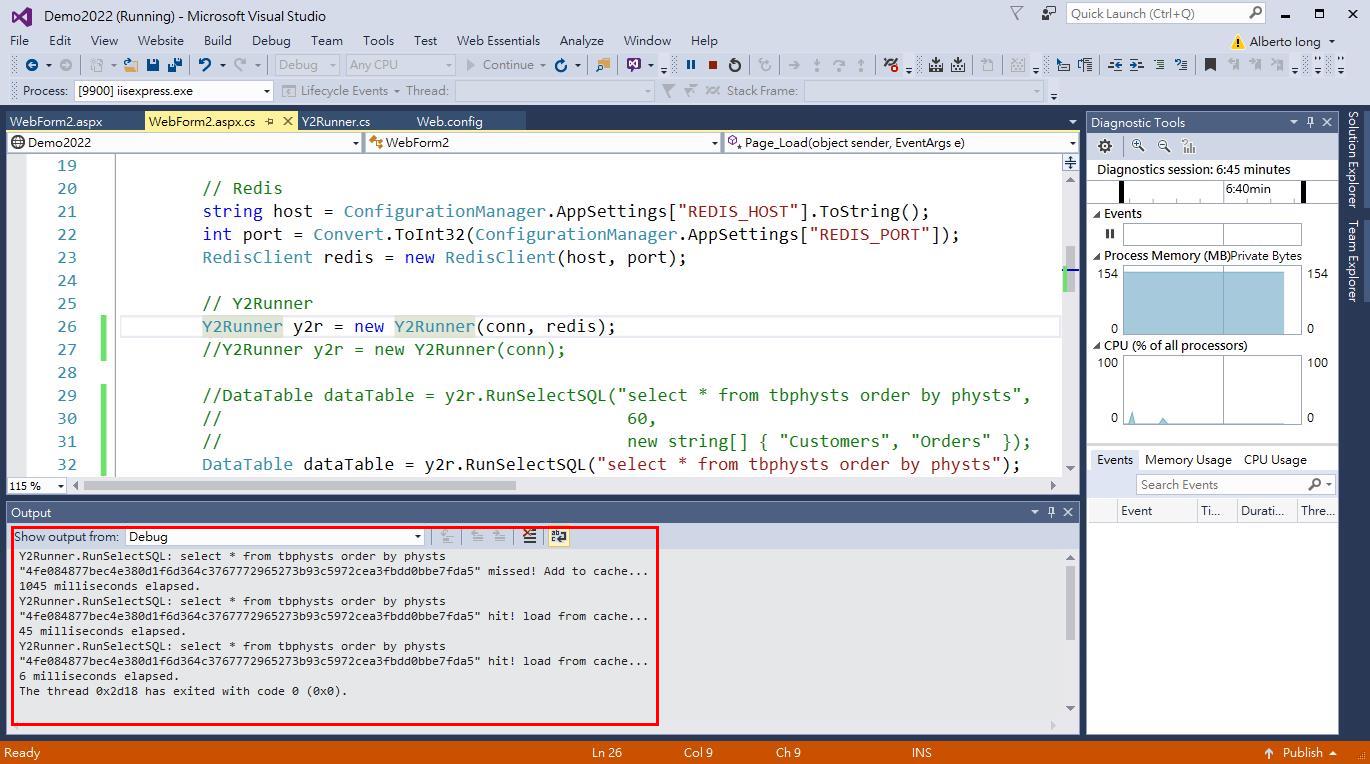 Demo2022 (Running) - Microsoft Visual Studio
Quick Launch (Ctrl+Q)
File Edit View Website Build Debug Team Tools Test Web Essentials Analyze Window Help
Alberto long
Debug Any CPU Continue
Process: [9900] iisexpress.exe Lifecycle Events Thread: Stack Frame:
WebForm2.aspx WebForm2.aspx.cs Y2Runner.cs Web.config
Demo2022 WebForm2 Page_Load(object sender, EventArgs e)
19
20 // Redis
21 string host = ConfigurationManager.AppSettings["REDIS_HOST"].ToString();
22 int port = Convert.ToInt32(ConfigurationManager.AppSettings["REDIS_PORT"]);
23 RedisClient redis = new RedisClient(host, port);
24
25 // Y2Runner
26 Y2Runner y2r = new Y2Runner(conn, redis);
27 //Y2Runner y2r = new Y2Runner(conn);
28
29 //DataTable dataTable = y2r.RunSelectSQL("select * from tbphysts order by physts",
30 // 60,
31 // new string[] { "Customers", "Orders" });
32 DataTable dataTable = y2r.RunSelectSQL("select * from tbphysts order by physts");
115 %
Output
Show output from: Debug
Y2Runner.RunSelectSQL: select * from tbphysts order by physts
"4fe084877bec4e380d1f6d364c3767772965273b93c5972cea3fbdd0bbe7fda5" missed! Add to cache...
1045 milliseconds elapsed.
Y2Runner.RunSelectSQL: select * from tbphysts order by physts
"4fe084877bec4e380d1f6d364c3767772965273b93c5972cea3fbdd0bbe7fda5" hit! load from cache...
45 milliseconds elapsed.
Y2Runner.RunSelectSQL: select * from tbphysts order by physts
"4fe084877bec4e380d1f6d364c3767772965273b93c5972cea3fbdd0bbe7fda5" hit! load from cache...
6 milliseconds elapsed.
The thread 0x2d18 has exited with code 0 (0x0).
Diagnostic Tools
Diagnostics session: 6:45 minutes
6:40min
Events
Process Memory (MB) Private Bytes
154 154
0 0
CPU (% of all processors)
100 100
0 0
Events Memory Usage CPU Usage
Search Events
Event Ti... Durati... Thre...
Solution Explorer
Team Explorer
Ready Ln 26 Col 9 Ch 9 INS Publish